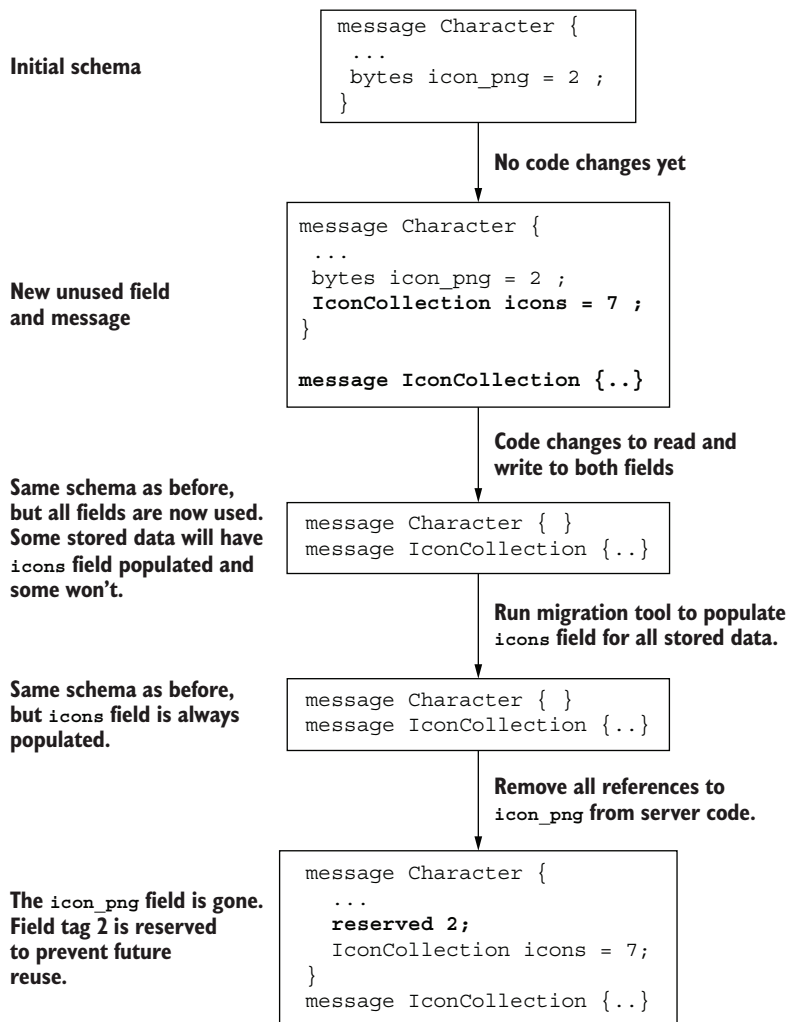 Initial schema
message Character {
...
bytes icon_png = 2 ;
}
No code changes yet
New unused field
and message
message Character {
...
bytes icon_png = 2 ;
IconCollection icons = 7 ;
}
message IconCollection {..}
Code changes to read and
write to both fields
Same schema as before,
but all fields are now used.
Some stored data will have
icons field populated and
some won't.
message Character { }
message IconCollection {..}
Run migration tool to populate
icons field for all stored data.
Same schema as before,
but icons field is always
populated.
message Character { }
message IconCollection {..}
Remove all references to
icon_png from server code.
The icon_png field is gone.
Field tag 2 is reserved
to prevent future
reuse.
message Character {
...
reserved 2;
IconCollection icons = 7;
}
message IconCollection {..}